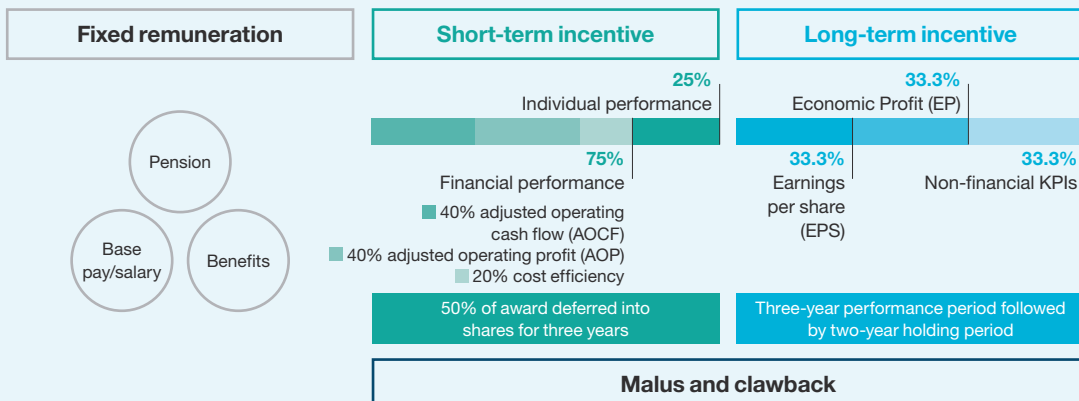 Fixed remuneration
Pension
Base
pay/salary
Benefits
Short-term incentive
25%
Individual performance
75%
Financial performance
40% adjusted operating
cash flow (AOCF)
40% adjusted operating profit (AOP)
20% cost efficiency
50% of award deferred into
shares for three years
Long-term incentive
33.3%
Economic Profit (EP)
33.3%
Earnings
per share
(EPS)
33.3%
Non-financial KPIs
Three-year performance period followed
by two-year holding period
Malus and clawback